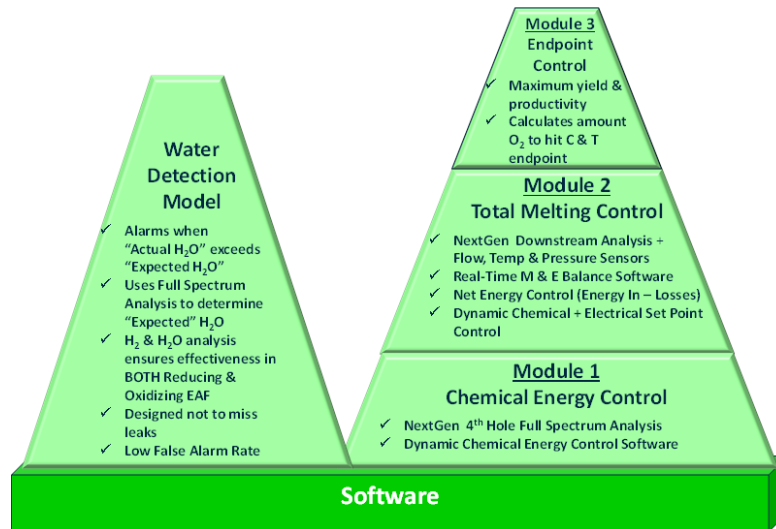 Water
Detection
Model
✓ Alarms when
“Actual H₂O” exceeds
“Expected H₂O”
✓ Uses Full Spectrum
Analysis to determine
“Expected” H₂O
✓ H₂ & H₂O analysis
ensures effectiveness in
BOTH Reducing &
Oxidizing EAF
✓ Designed not to miss
leaks
✓ Low False Alarm Rate
Module 3
Endpoint
Control
✓ Maximum yield &
productivity
✓ Calculates amount
O₂ to hit C & T
endpoint
Module 2
Total Melting Control
✓ NextGen Downstream Analysis +
Flow, Temp & Pressure Sensors
✓ Real-Time M & E Balance Software
✓ Net Energy Control (Energy In – Losses)
✓ Dynamic Chemical + Electrical Set Point
Control
Module 1
Chemical Energy Control
✓ NextGen 4th Hole Full Spectrum Analysis
✓ Dynamic Chemical Energy Control Software
Software